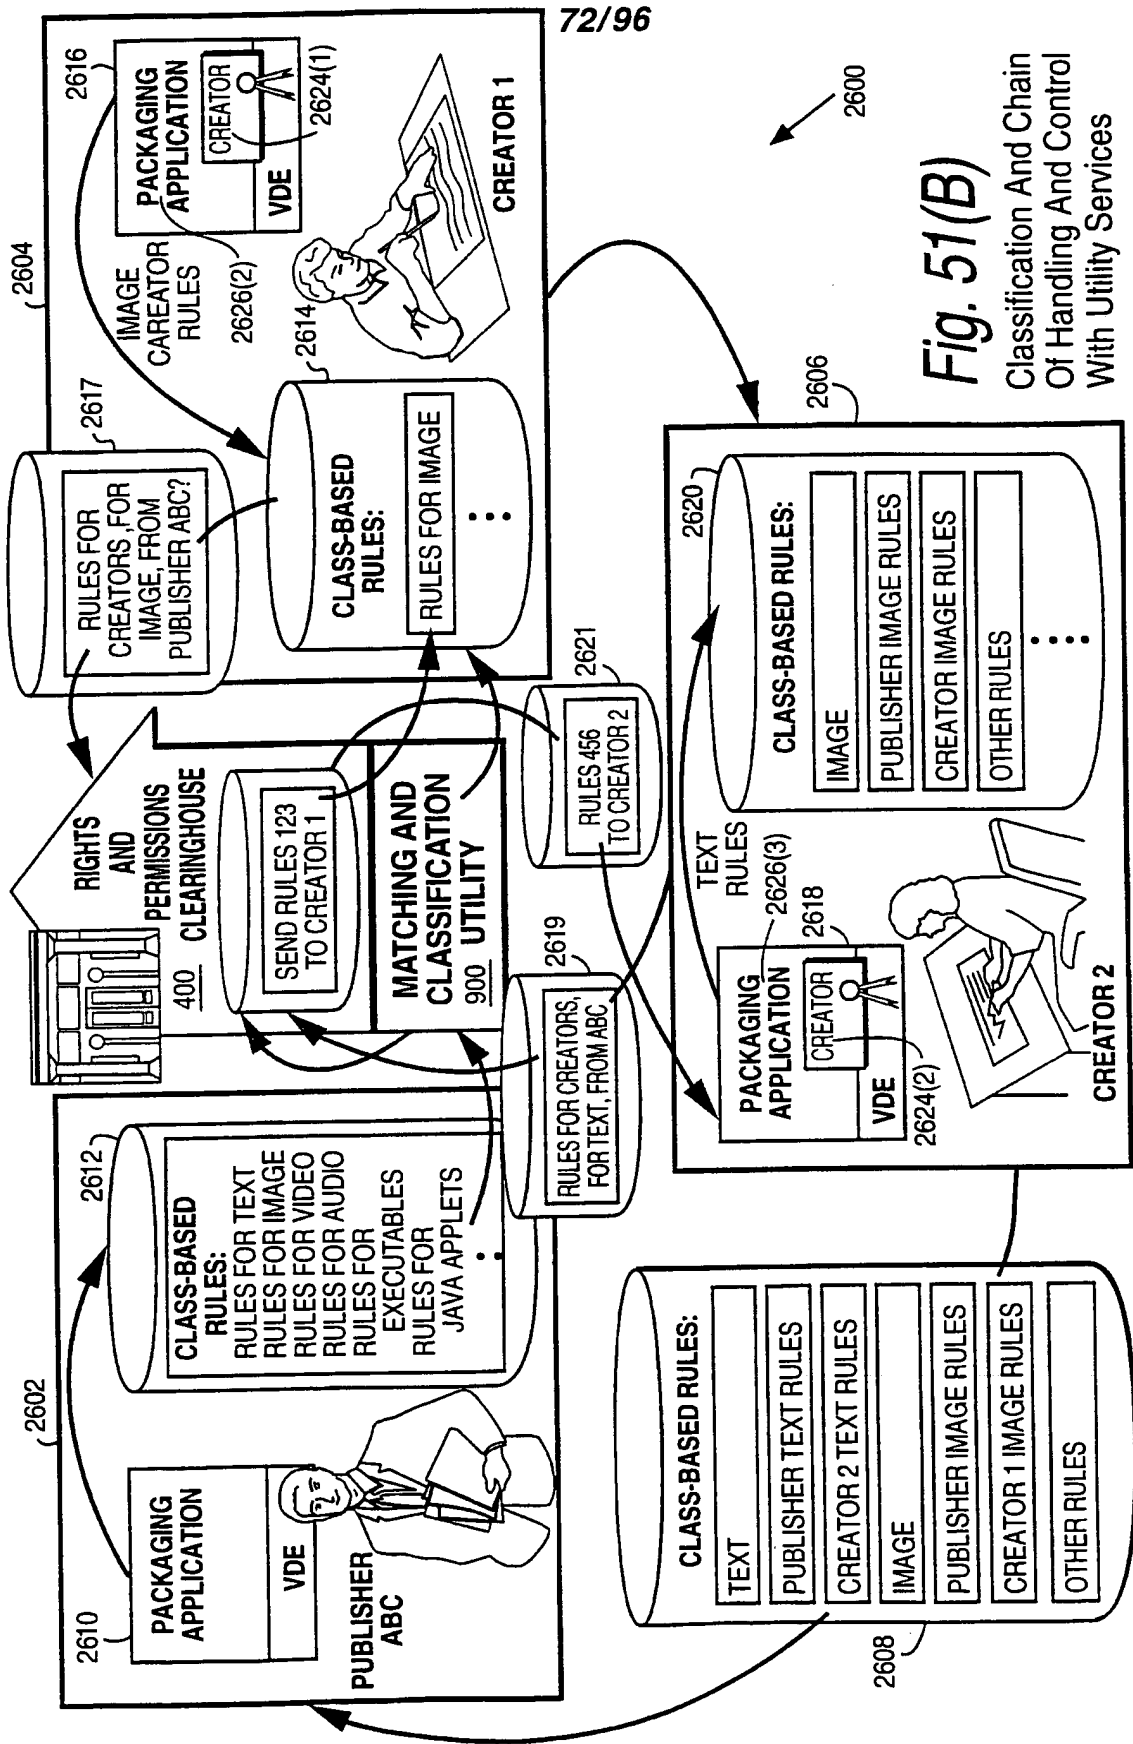 72/96
2602
2610
PACKAGING
APPLICATION
VDE
PUBLISHER
ABC
2612
CLASS-BASED
RULES:
RULES FOR TEXT
RULES FOR IMAGE
RULES FOR VIDEO
RULES FOR AUDIO
RULES FOR
EXECUTABLES
RULES FOR
JAVA APPLETS
RIGHTS
AND
PERMISSIONS
CLEARINGHOUSE
400
SEND RULES 123
TO CREATOR 1
MATCHING AND
CLASSIFICATION
UTILITY
900
2617
RULES FOR
CREATORS ,FOR
IMAGE, FROM
PUBLISHER ABC?
2604
IMAGE
CAREATOR
RULES
2626(2)
2616
PACKAGING
APPLICATION
CREATOR
VDE
2624(1)
2614
CLASS-BASED
RULES:
RULES FOR IMAGE
CREATOR 1
2619
RULES FOR CREATORS,
FOR TEXT, FROM ABC
2621
RULES 456
TO CREATOR 2
2606
PACKAGING
APPLICATION
2626(3)
2618
CREATOR
VDE
2624(2)
TEXT
RULES
CREATOR 2
2620
CLASS-BASED RULES:
IMAGE
PUBLISHER IMAGE RULES
CREATOR IMAGE RULES
OTHER RULES
2608
CLASS-BASED RULES:
TEXT
PUBLISHER TEXT RULES
CREATOR 2 TEXT RULES
IMAGE
PUBLISHER IMAGE RULES
CREATOR 1 IMAGE RULES
OTHER RULES
2600
Fig. 51(B)
Classification And Chain
Of Handling And Control
With Utility Services